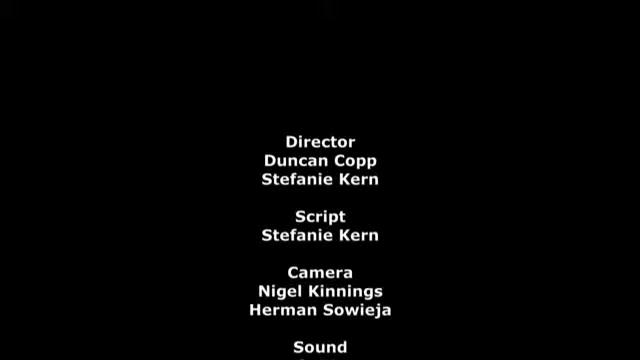 Director
Duncan Copp
Stefanie Kern
Script
Stefanie Kern
Camera
Nigel Kinnings
Herman Sowieja
Sound